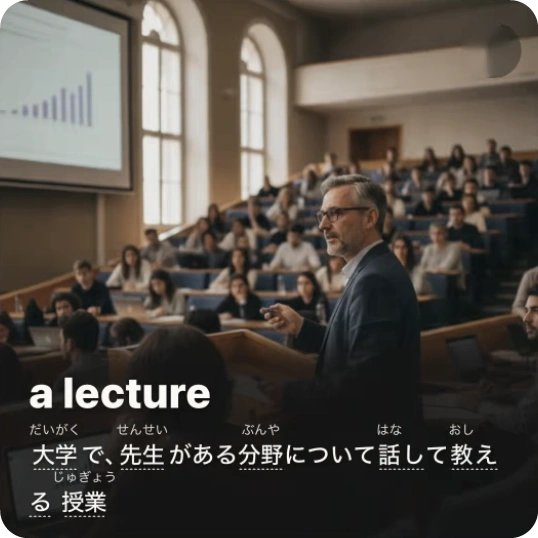 a lecture
だいがく せんせい ぶんや はな おし
大学で、先生がある分野について話して教え
じゅぎょう
る 授業